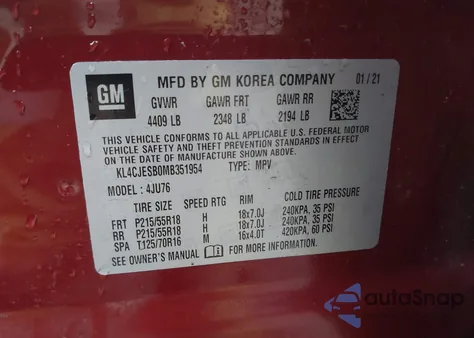 GM
MFD BY GM KOREA COMPANY 01/21
GVWR GAWR FRT GAWR RR
4409 LB 2348 LB 2194 LB
THIS VEHICLE CONFORMS TO ALL APPLICABLE U.S. FEDERAL MOTOR
VEHICLE SAFETY AND THEFT PREVENTION STANDARDS IN EFFECT
ON THE DATE OF MANUFACTURE SHOWN ABOVE.
KL4CJESB0MB351954 TYPE: MPV
MODEL: 4JU76
TIRE SIZE SPEED RTG RIM COLD TIRE PRESSURE
FRT P215/55R18 H 18x7.0J 240KPA, 35 PSI
RR P215/55R18 H 18x7.0J 240KPA, 35 PSI
SPA T125/70R16 M 16x4.0T 420KPA, 60 PSI
SEE OWNER'S MANUAL FOR MORE INFORMATION
autoSnap